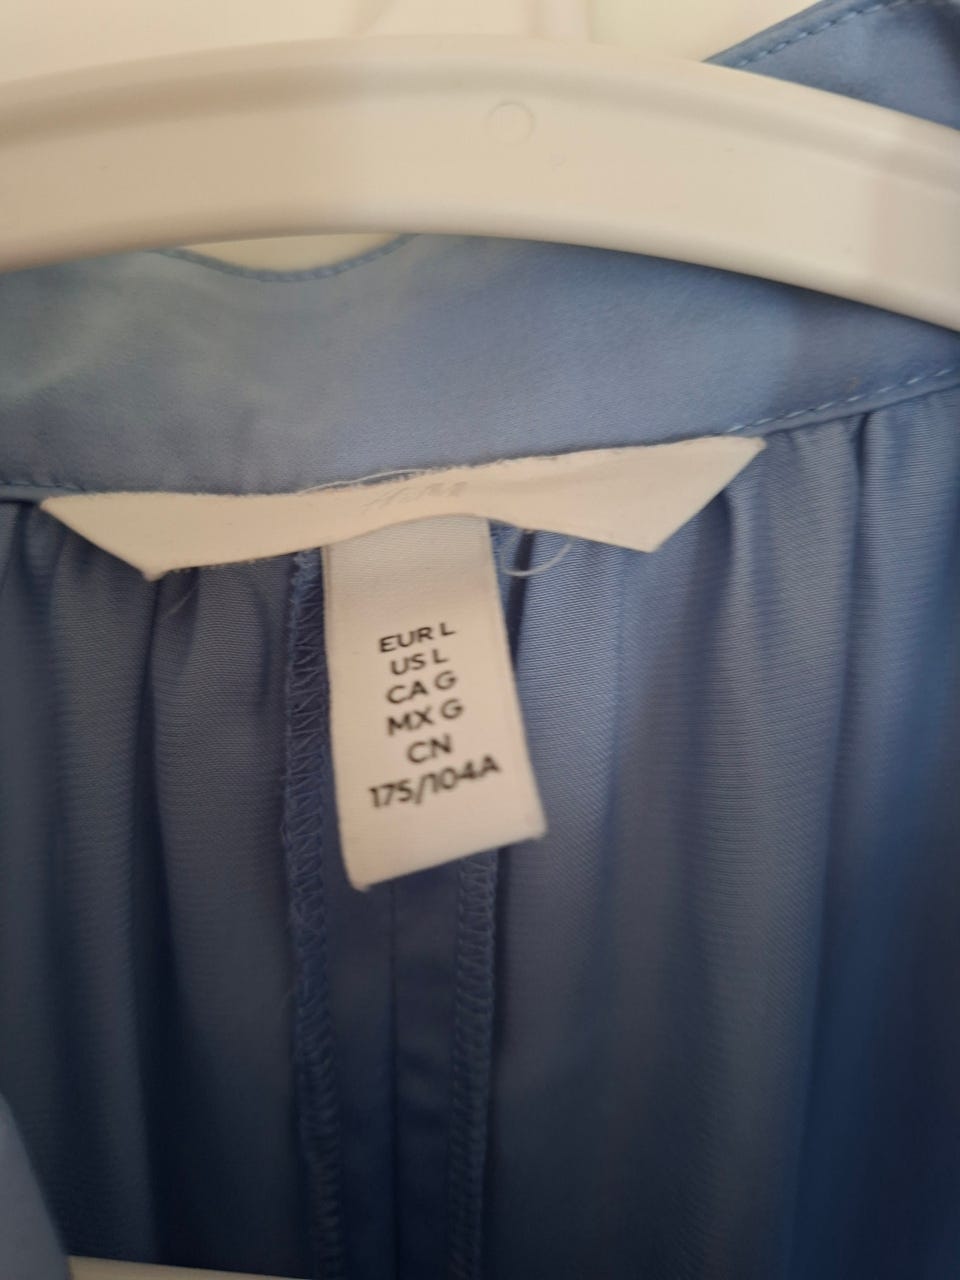 EUR L
US L
CA G
MX G
CN
175/104A